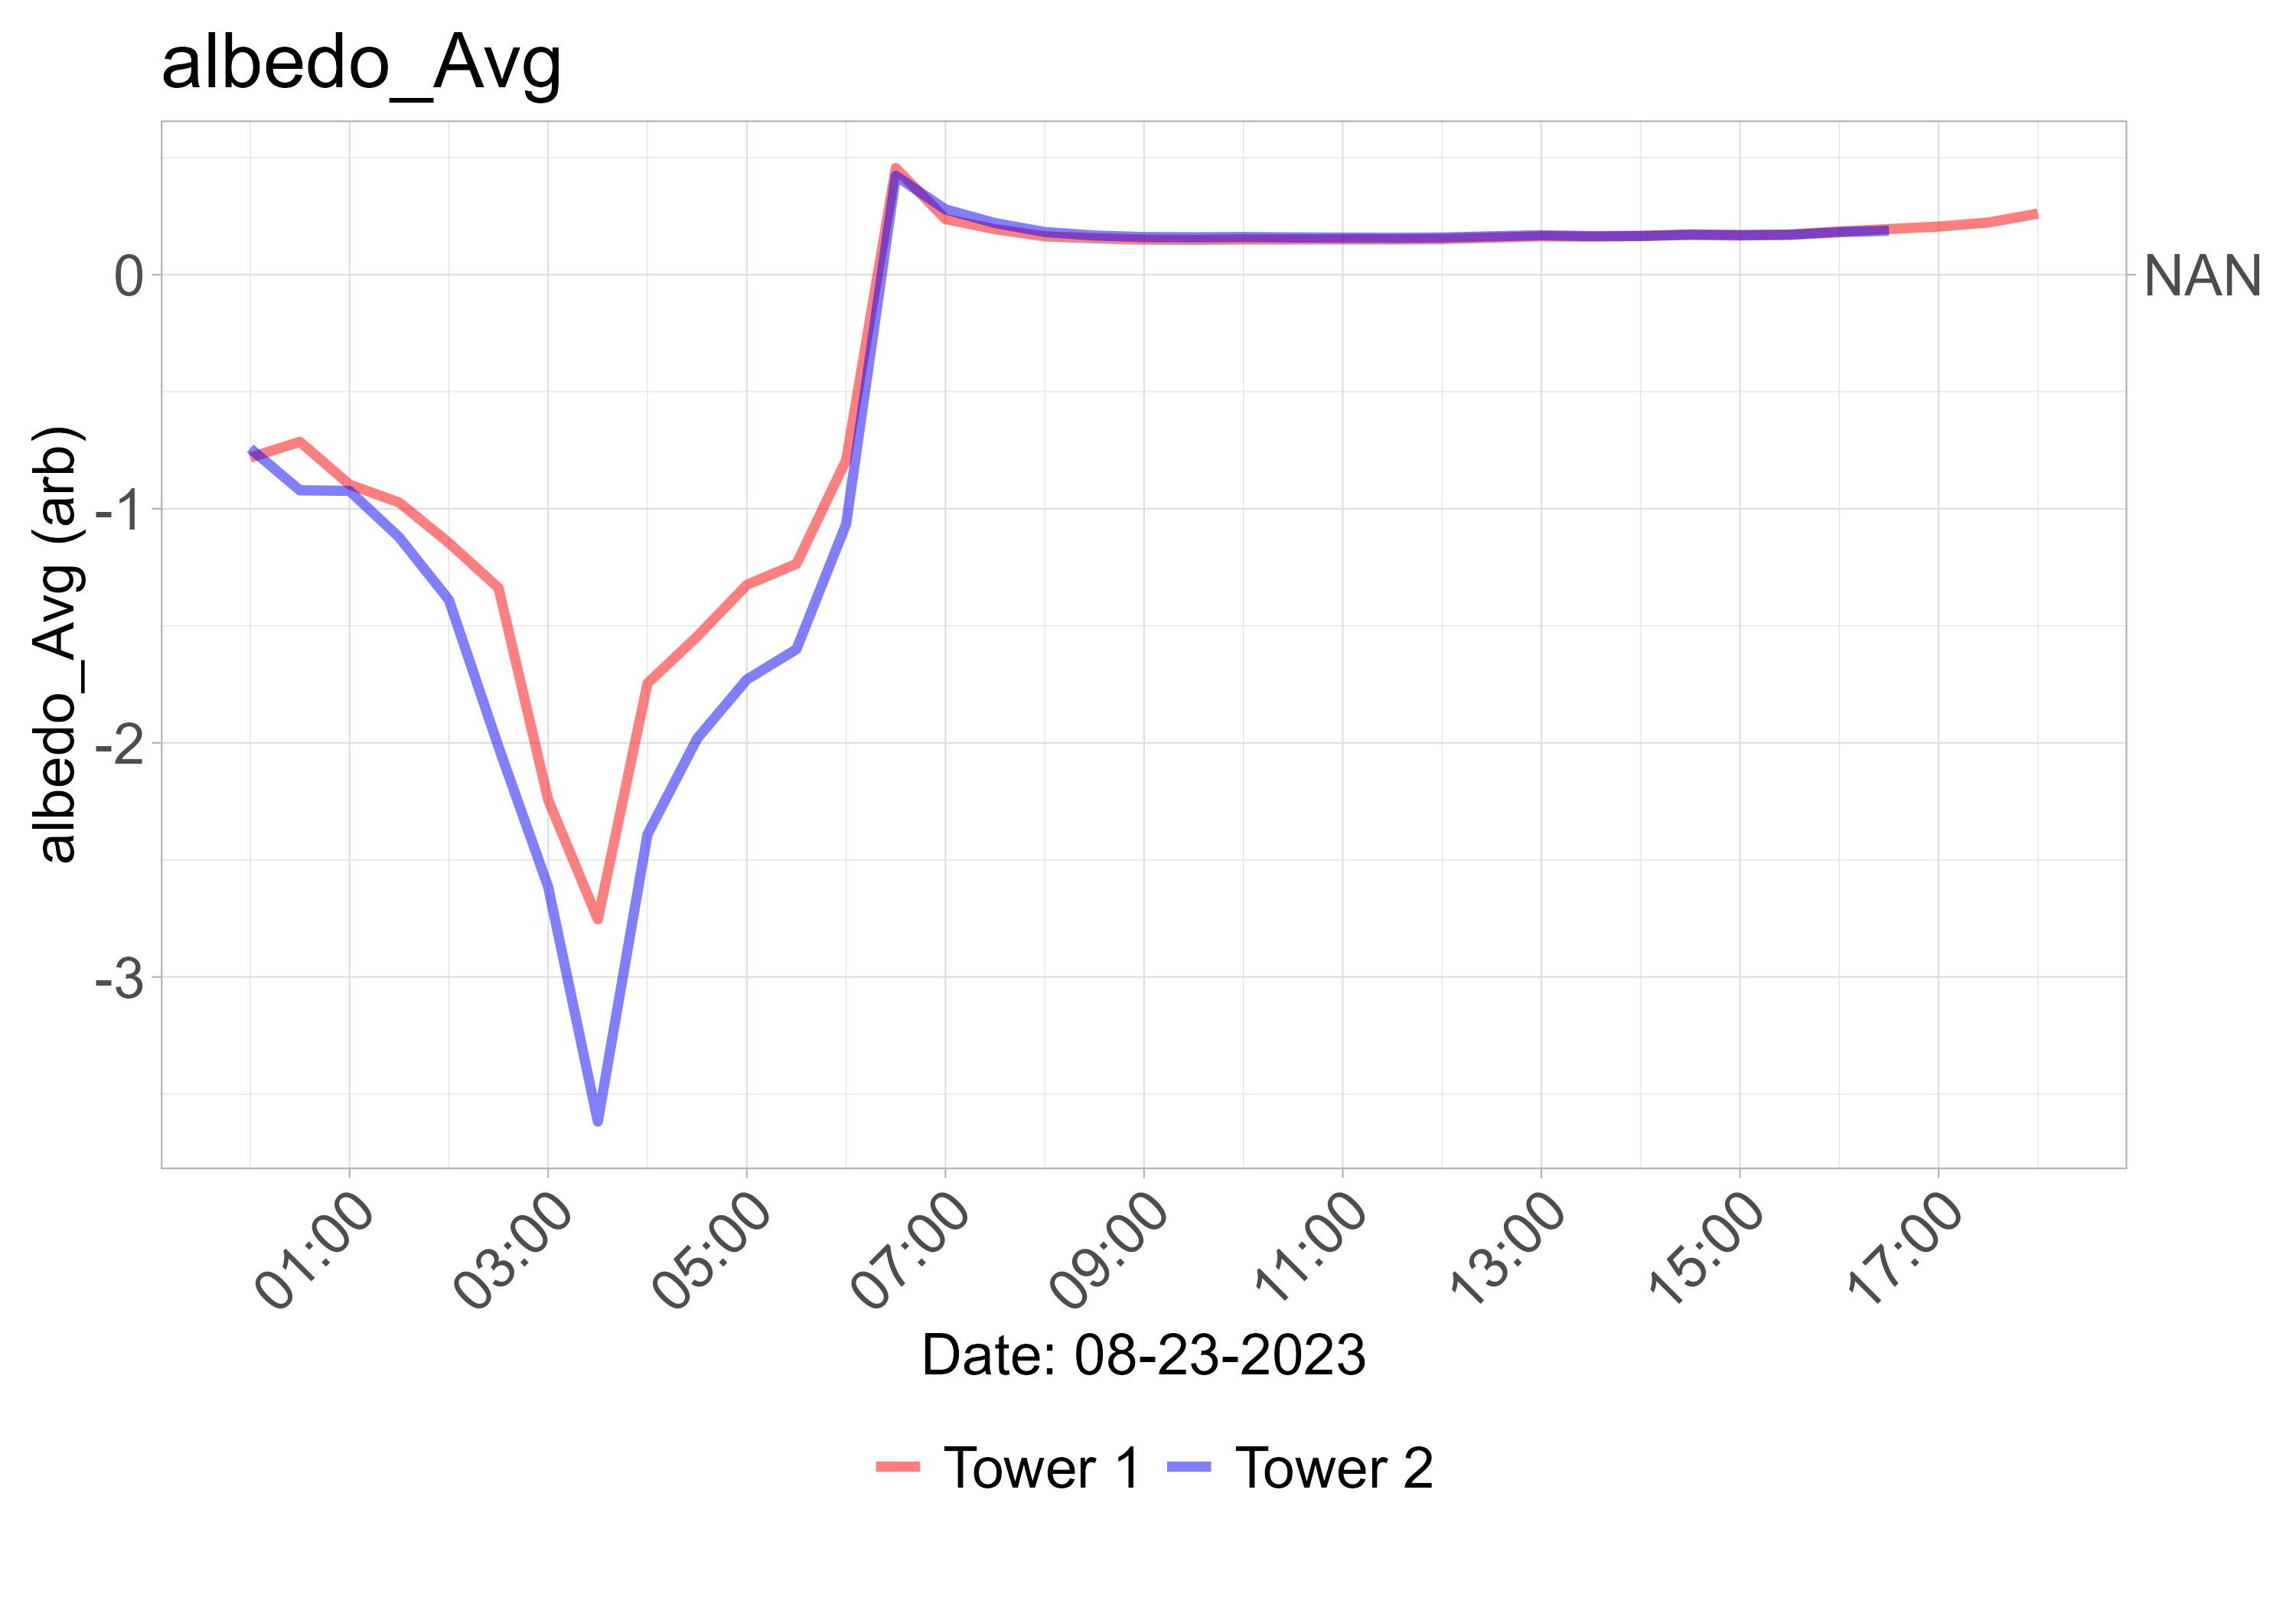 albedo_Avg
albedo_Avg (arb)
0
-1
-2
-3
NAN
01:00
03:00
05:00
07:00
09:00
11:00
13:00
15:00
17:00
Date: 08-23-2023
Tower 1
Tower 2